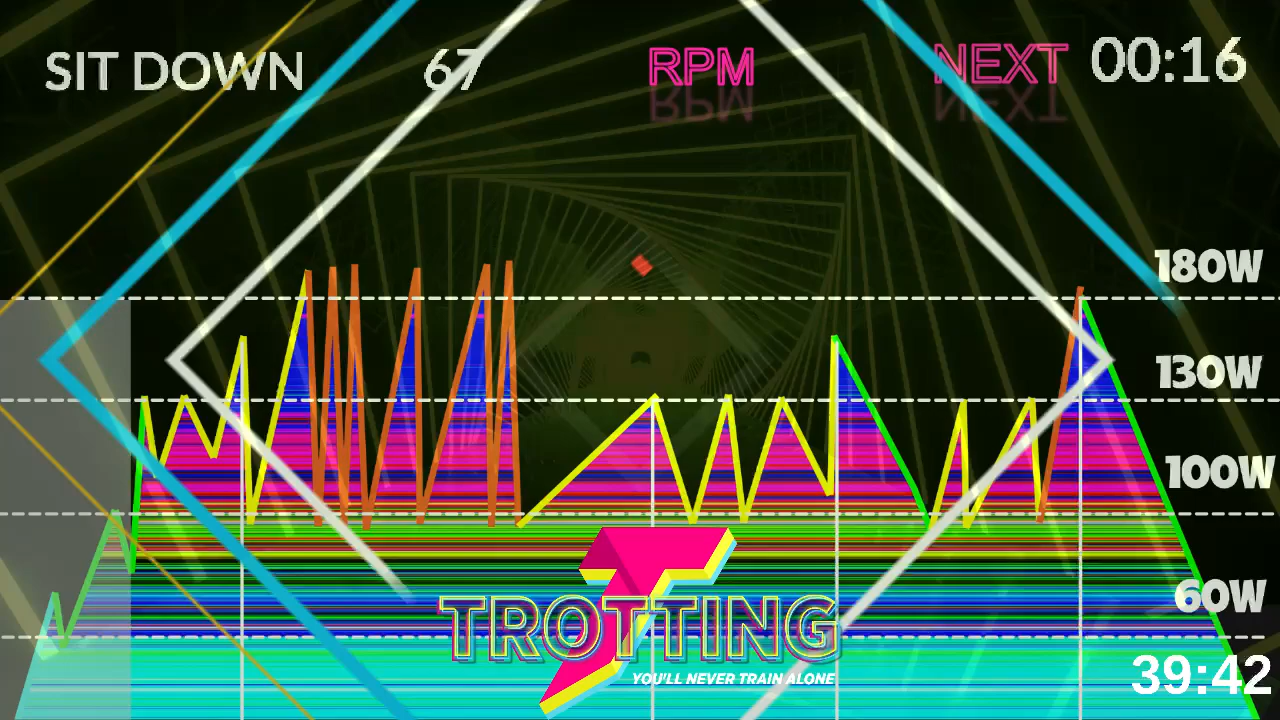 SIT DOWN 67 RPM NEXT 00:16
180W
130W
100W
60W
TROTTING
YOU'LL NEVER TRAIN ALONE
39:42